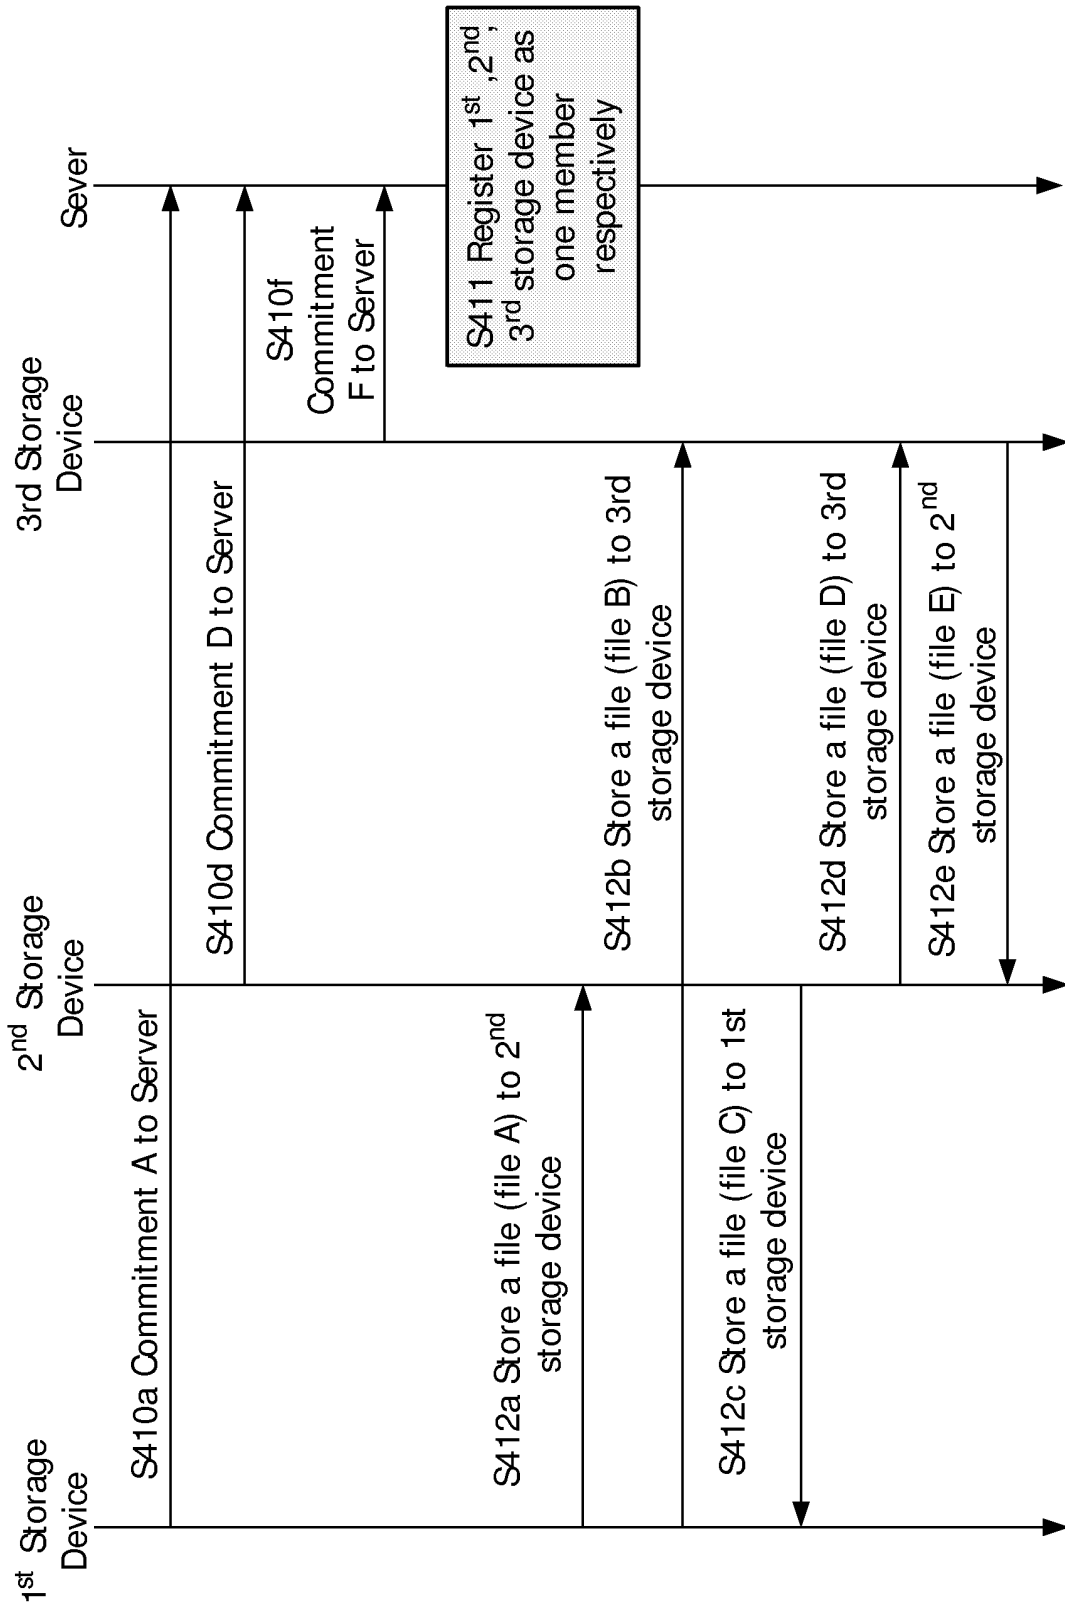 1st Storage
Device
2nd Storage
Device
3rd Storage
Device
Sever
S410a Commitment A to Server
S410d Commitment D to Server
S410f
Commitment
F to Server
S411 Register 1st ,2nd,
3rd storage device as
one member
respectively
S412a Store a file (file A) to 2nd
storage device
S412b Store a file (file B) to 3rd
storage device
S412c Store a file (file C) to 1st
storage device
S412d Store a file (file D) to 3rd
storage device
S412e Store a file (file E) to 2nd
storage device